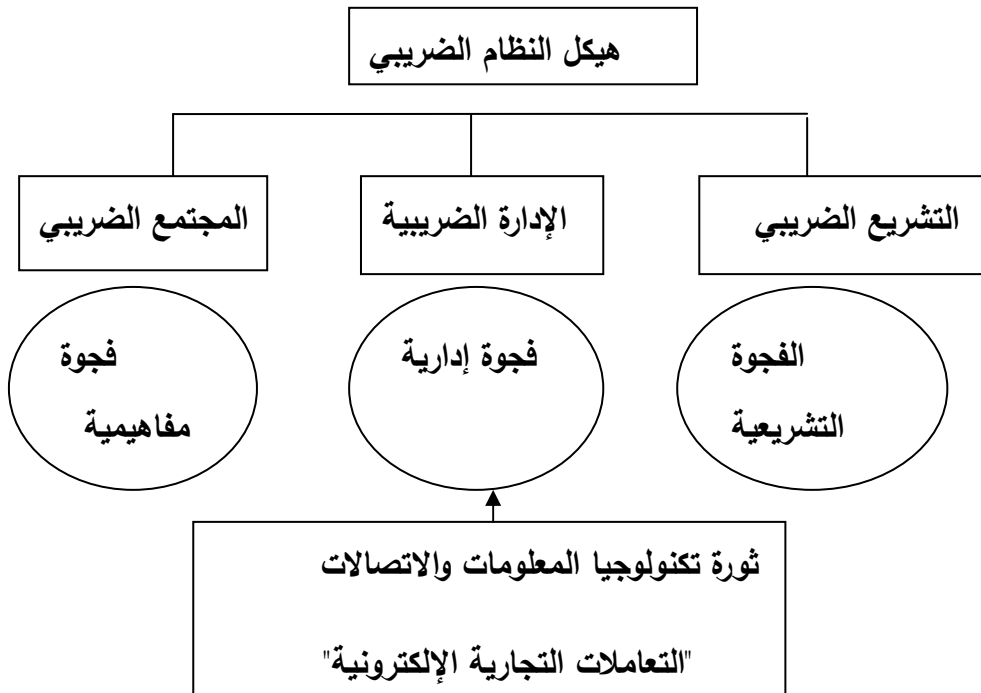 هيكل النظام الضريبي
التشريع الضريبي
الإدارة الضريبية
المجتمع الضريبي
الفجوة
التشريعية
فجوة إدارية
فجوة
مفاهيمية
ثورة تكنولوجيا المعلومات والاتصالات
"التعاملات التجارية الإلكترونية"